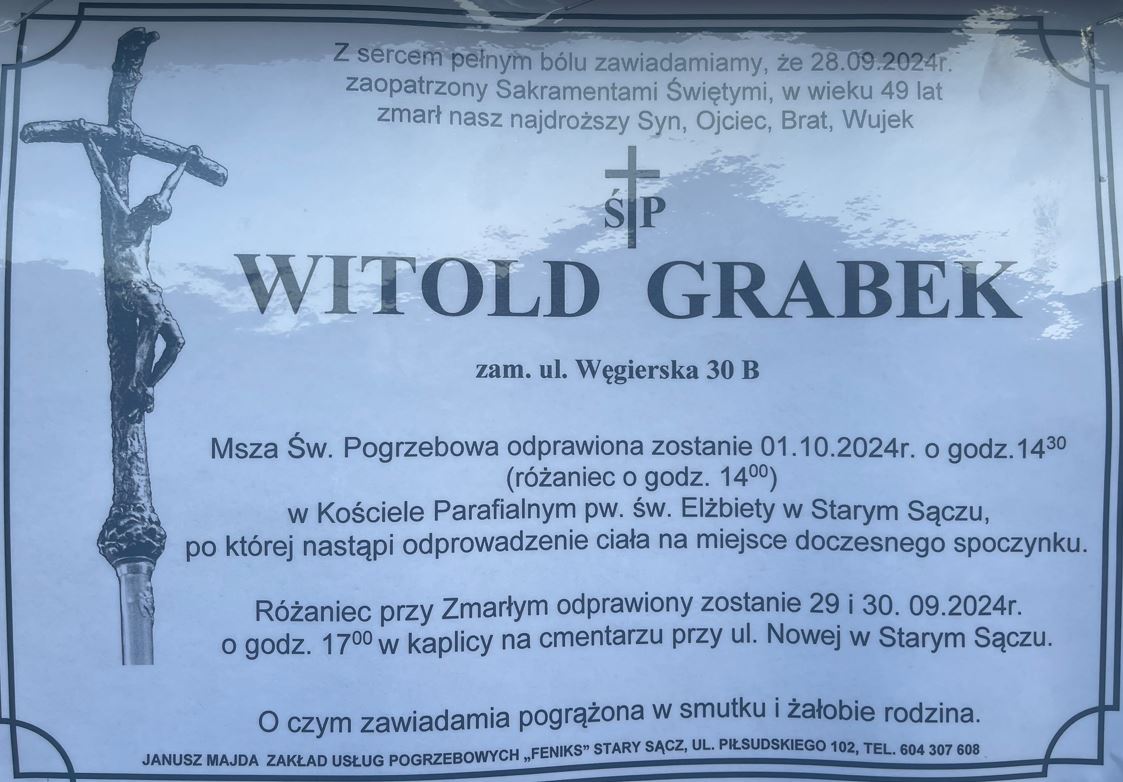 Z sercem pełnym bólu zawiadamiamy, że 28.09.2024r.
zaopatrzony Sakramentami Świętymi, w wieku 49 lat
zmarł nasz najdroższy Syn, Ojciec, Brat, Wujek
Ś P
WITOLD GRABEK
zam. ul. Węgierska 30 B
Msza Św. Pogrzebowa odprawiona zostanie 01.10.2024r. o godz.14³⁰
(różaniec o godz. 14⁰⁰)
w Kościele Parafialnym pw. św. Elżbiety w Starym Sączu,
po której nastąpi odprowadzenie ciała na miejsce doczesnego spoczynku.
Różaniec przy Zmarłym odprawiony zostanie 29 i 30. 09.2024r.
o godz. 17⁰⁰ w kaplicy na cmentarzu przy ul. Nowej w Starym Sączu.
O czym zawiadamia pogrążona w smutku i żałobie rodzina.
JANUSZ MAJDA ZAKŁAD USŁUG POGRZEBOWYCH „FENIKS” STARY SĄCZ, UL. PIŁSUDSKIEGO 102, TEL. 604 307 608